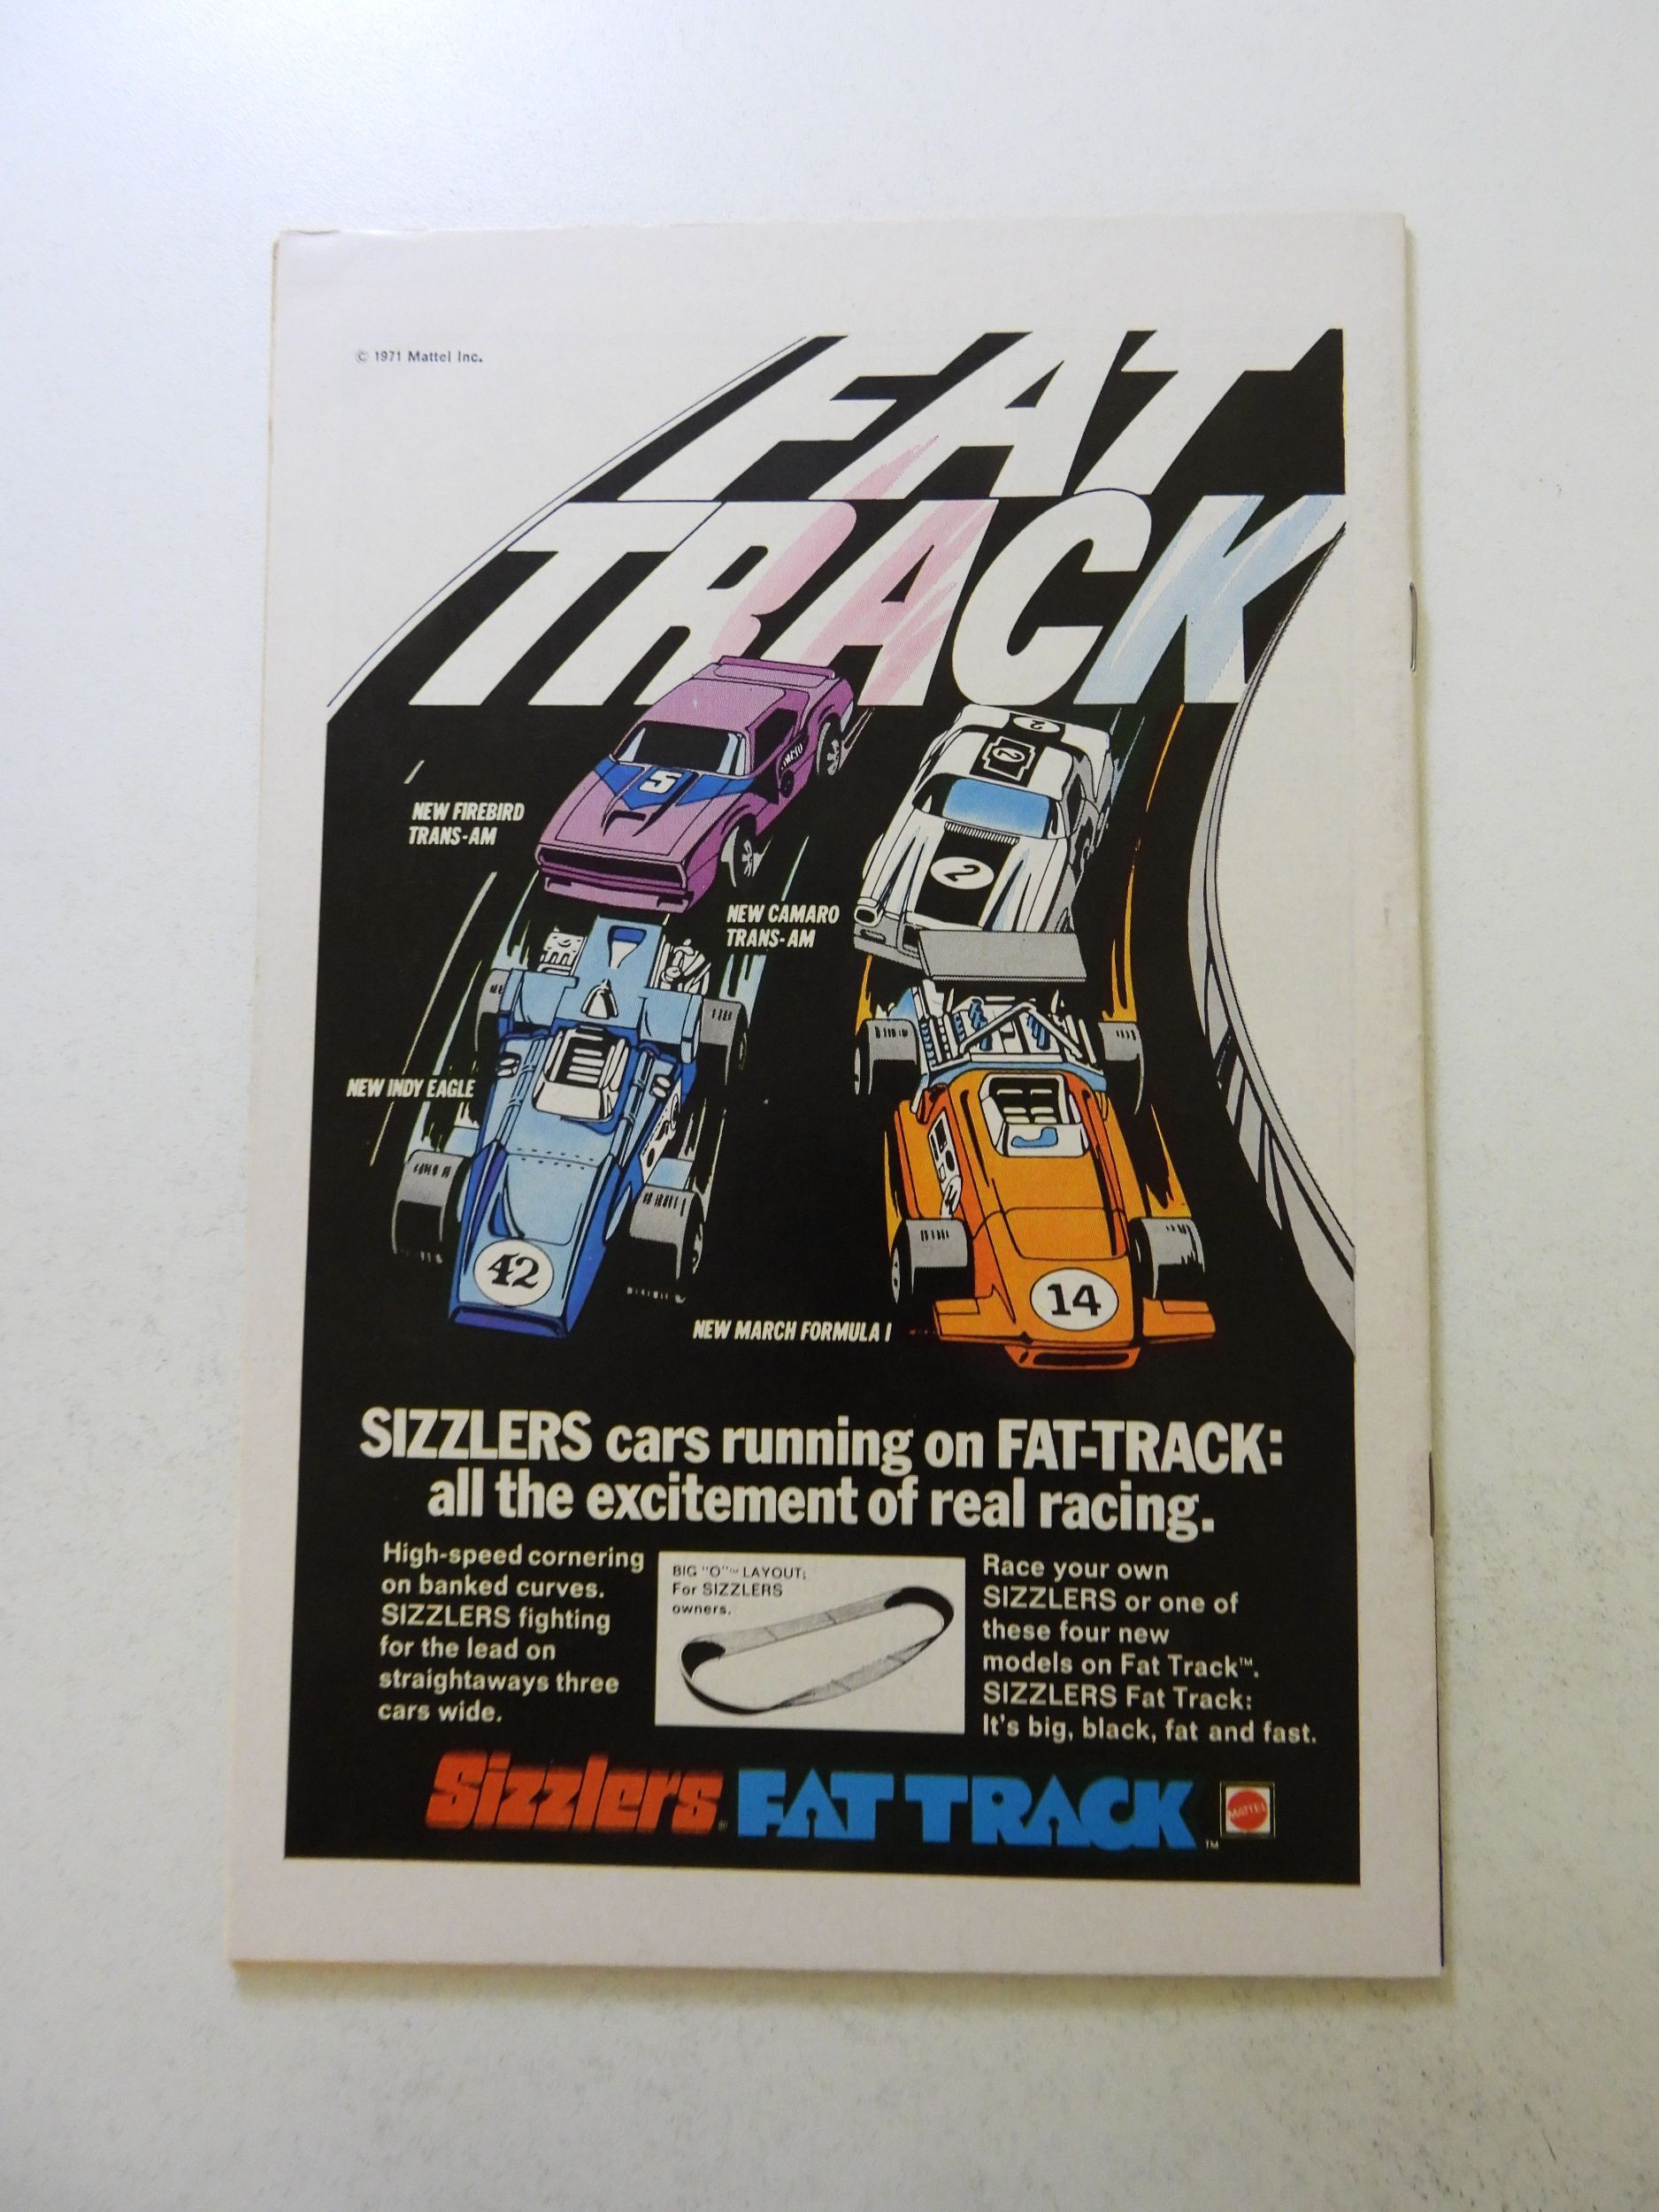 © 1971 Mattel Inc.
FAT
TRACK
2
2
5
2
NEW FIREBIRD
TRANS-AM
NEW CAMARO
TRANS-AM
NEW INDY EAGLE
42
14
NEW MARCH FORMULA I
SIZZLERS cars running on FAT-TRACK:
all the excitement of real racing.
High-speed cornering
on banked curves.
SIZZLERS fighting
for the lead on
straightaways three
cars wide.
BIG "O"™ LAYOUT;
For SIZZLERS
owners.
Race your own
SIZZLERS or one of
these four new
models on Fat Track™.
SIZZLERS Fat Track:
It's big, black, fat and fast.
Sizzlers® FAT TRACK™
MATTEL